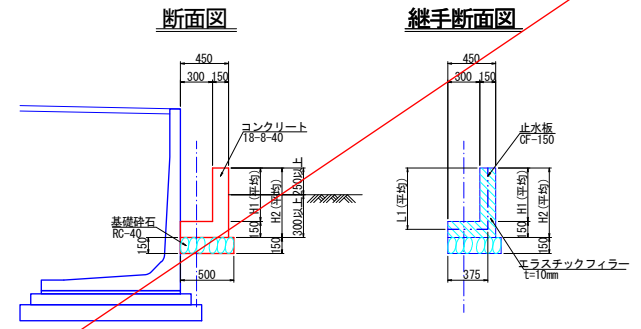 断面図
450
300 150
コンクリート
18-8-40
250以上
H1(平均)
H2(平均)
300以上
150
150
基礎砕石
RC-40
150
500
継手断面図
450
300 150
止水板
CF-150
L1(平均)
H1(平均)
H2(平均)
150
150
エラスチックフィラー
t=10mm
375